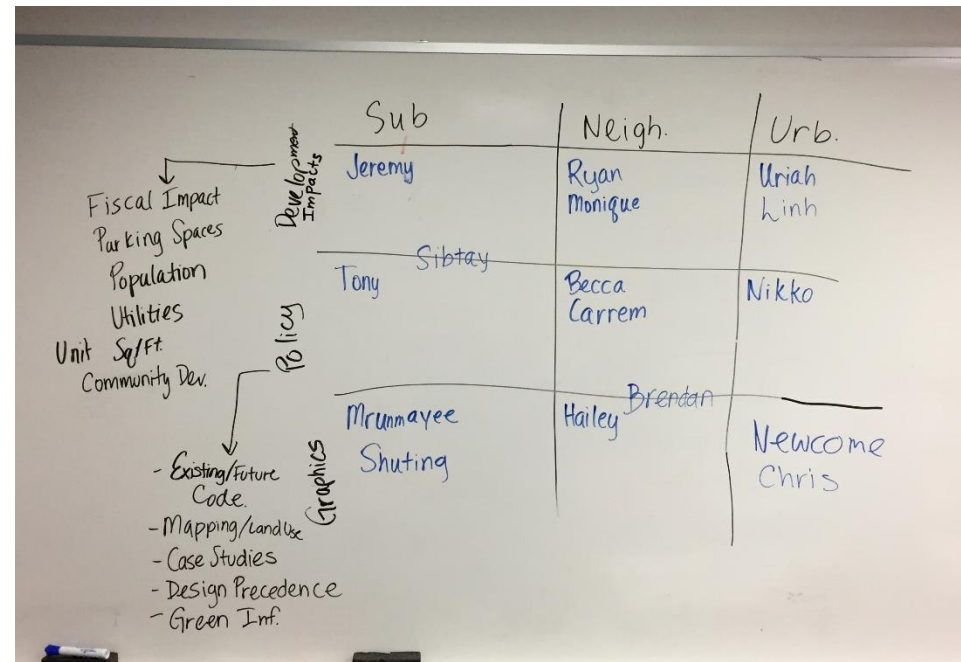 Sub Neigh. Urb.
Development
Impacts
Jeremy Ryan Uriah
Monique Linh
Sibtay
Policy
Tony Becca Nikko
Carrem
Brendan
Graphics
Mrunmayee Hailey Newcome
Shuting Chris
Fiscal Impact
Parking Spaces
Population
Utilities
Unit Sq/Ft.
Community Dev.
- Existing/Future
Code.
- Mapping/Land Use
- Case Studies
- Design Precedence
- Green Inf.